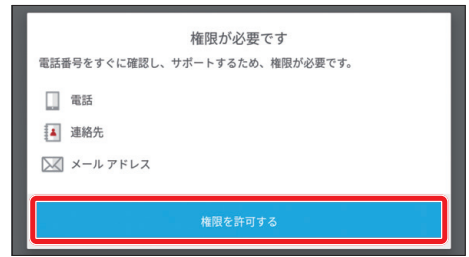 権限が必要です
電話番号をすぐに確認し、サポートするため、権限が必要です。
電話
連絡先
メール アドレス
権限を許可する